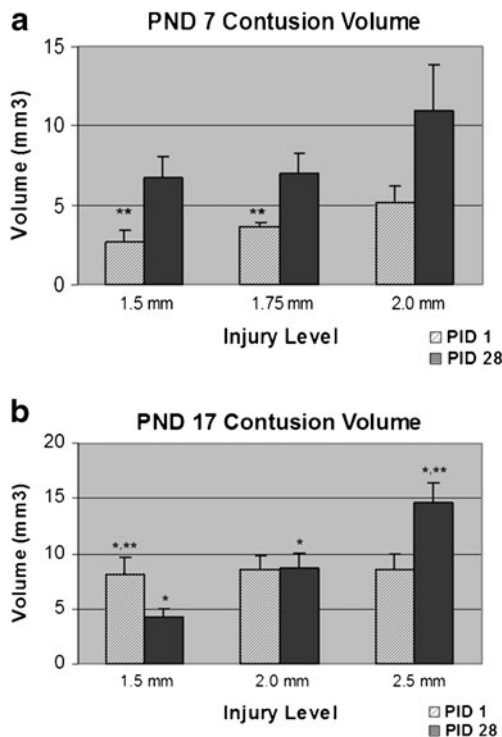 a
PND 7 Contusion Volume
15
10
5
0
Volume (mm3)
**
**
1.5 mm
1.75 mm
2.0 mm
Injury Level
PID 1
PID 28
b
PND 17 Contusion Volume
20
15
10
5
0
Volume (mm3)
*,**
*
*
*,**
1.5 mm
2.0 mm
2.5 mm
Injury Level
PID 1
PID 28